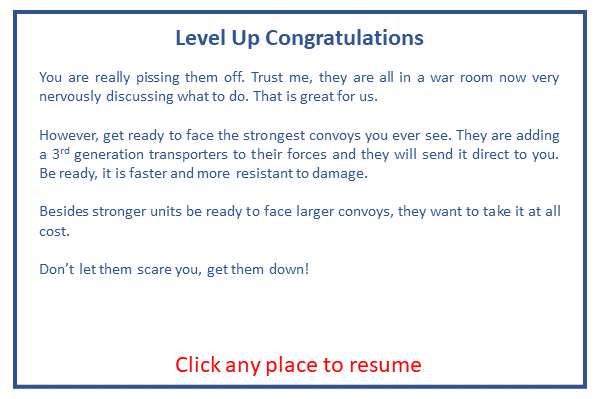 Level Up Congratulations
You are really pissing them off. Trust me, they are all in a war room now very
nervously discussing what to do. That is great for us.
However, get ready to face the strongest convoys you ever see. They are adding
a 3rd generation transporters to their forces and they will send it direct to you.
Be ready, it is faster and more resistant to damage.
Besides stronger units be ready to face larger convoys, they want to take it at all
cost.
Don’t let them scare you, get them down!
Click any place to resume